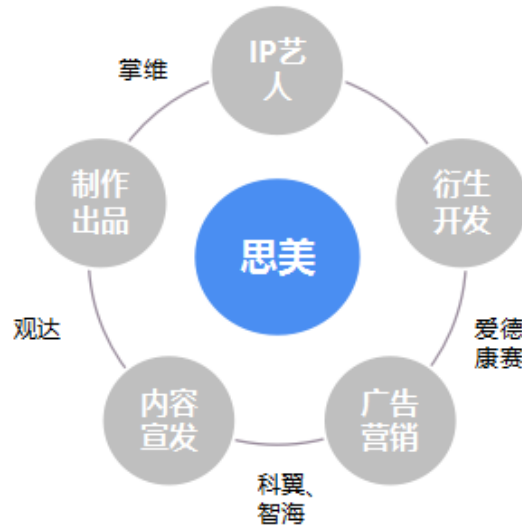 掌维
IP艺
人
制作
出品
衍生
开发
思美
观达
爱德
康赛
内容
宣发
广告
营销
科翼、
智海